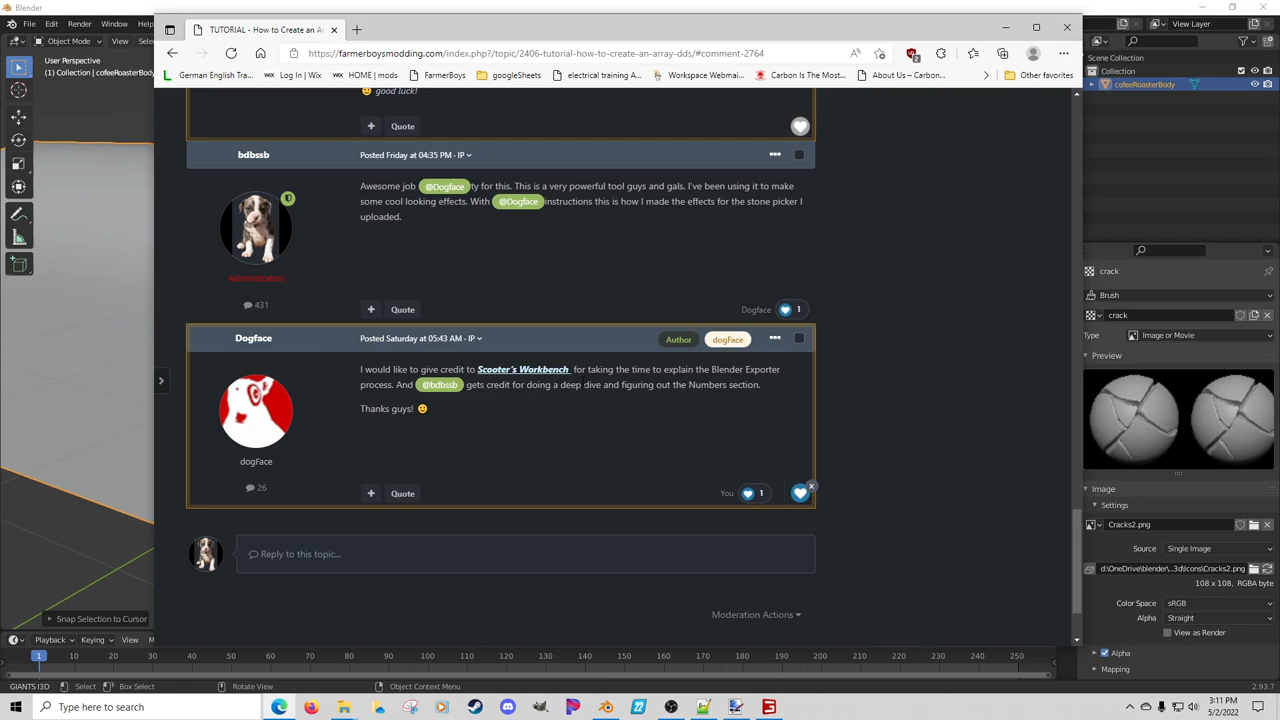 Blender
File
Edit
Render
Window
TUTORIAL - How to Create an Ar
View Layer
Object Mode
View
Sele
https://farmerboysmodding.com/index.php?/topic/2406-tutorial-how-to-create-an-array-dds/#comment-2764
Scene Collection
Collection
cofeeRoasterBody
User Perspective
(1) Collection | cofeeRoasterBody
German English Tra...
Log In | Wix
HOME | modi
FarmerBoys
googleSheets
electrical training A...
Workspace Webmai...
Carbon Is The Most...
About Us – Carbon...
Other favorites
good luck!
Quote
bdbssb
Posted Friday at 04:35 PM · IP
Awesome job @Dogface ty for this. This is a very powerful tool guys and gals. I've been using it to make
some cool looking effects. With @Dogface instructions this is how I made the effects for the stone picker I
uploaded.
Administrators
431
Quote
Dogface
1
Dogface
Posted Saturday at 05:43 AM · IP
Author
dogFace
I would like to give credit to Scooter's Workbench for taking the time to explain the Blender Exporter
process. And @bdbssb gets credit for doing a deep dive and figuring out the Numbers section.
Thanks guys!
dogFace
26
Quote
You
1
Reply to this topic...
Moderation Actions
crack
Brush
crack
Type
Image or Movie
Preview
Image
Settings
Cracks2.png
Source
Single Image
d:\OneDrive\blender\...3d\Icons\Cracks2.png
108 x 108, RGBA byte
Color Space
sRGB
Alpha
Straight
View as Render
Alpha
Mapping
Snap Selection to Cursor
Playback
Keying
View
M
1
10
20
30
40
50
60
70
80
90
100
110
120
130
140
150
160
170
180
190
200
210
220
230
240
250
GIANTS I3D
Select
Box Select
Rotate View
Object Context Menu
2.93.7
Type here to search
3:11 PM
5/2/2022